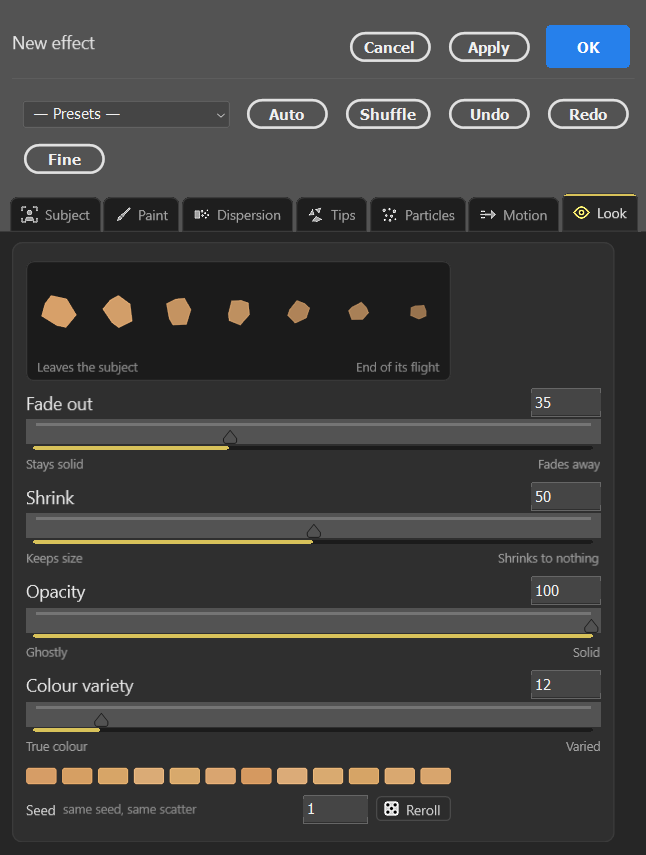 New effect
Cancel Apply OK
— Presets — Auto Shuffle Undo Redo
Fine
Subject Paint Dispersion Tips Particles Motion Look
Leaves the subject End of its flight
Fade out 35
Stays solid Fades away
Shrink 50
Keeps size Shrinks to nothing
Opacity 100
Ghostly Solid
Colour variety 12
True colour Varied
Seed same seed, same scatter 1 Reroll